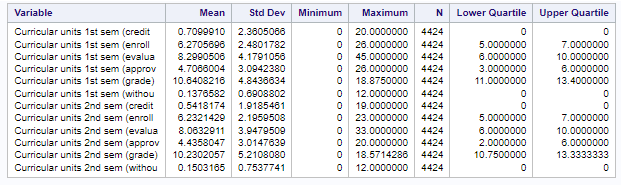 Variable Mean Std Dev Minimum Maximum N Lower Quartile Upper Quartile
Curricular units 1st sem (credit 0.7099910 2.3605066 0 20.0000000 4424 0 0
Curricular units 1st sem (enroll 6.2705696 2.4801782 0 26.0000000 4424 5.0000000 7.0000000
Curricular units 1st sem (evalua 8.2990506 4.1791056 0 45.0000000 4424 6.0000000 10.0000000
Curricular units 1st sem (approv 4.7066004 3.0942380 0 26.0000000 4424 3.0000000 6.0000000
Curricular units 1st sem (grade) 10.6408216 4.8436634 0 18.8750000 4424 11.0000000 13.4000000
Curricular units 1st sem (withou 0.1376582 0.6908802 0 12.0000000 4424 0 0
Curricular units 2nd sem (credit 0.5418174 1.9185461 0 19.0000000 4424 0 0
Curricular units 2nd sem (enroll 6.2321429 2.1959508 0 23.0000000 4424 5.0000000 7.0000000
Curricular units 2nd sem (evalua 8.0632911 3.9479509 0 33.0000000 4424 6.0000000 10.0000000
Curricular units 2nd sem (approv 4.4358047 3.0147639 0 20.0000000 4424 2.0000000 6.0000000
Curricular units 2nd sem (grade) 10.2302057 5.2108080 0 18.5714286 4424 10.7500000 13.3333333
Curricular units 2nd sem (withou 0.1503165 0.7537741 0 12.0000000 4424 0 0